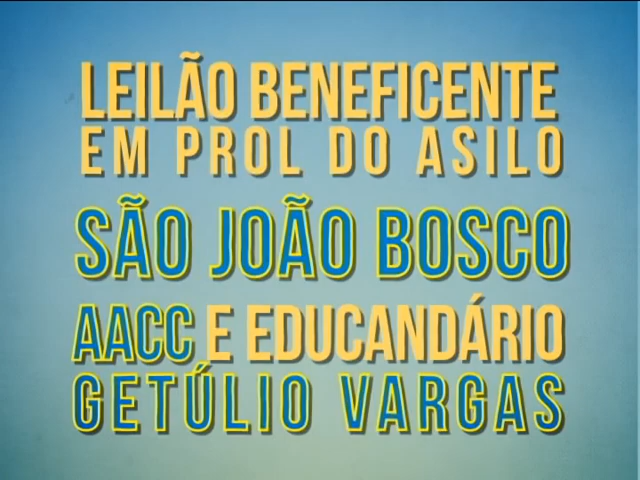 LEILÃO BENEFICENTE
EM PROL DO ASILO
SÃO JOÃO BOSCO
AACC E EDUCANDÁRIO
GETÚLIO VARGAS